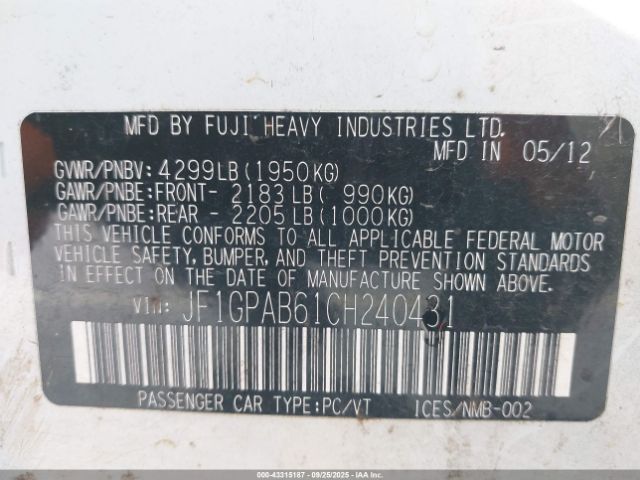 MFD BY FUJI HEAVY INDUSTRIES LTD.
MFD IN 05/12
GVWR/PNBV: 4299LB (1950KG)
GAWR/PNBE:FRONT- 2183 LB( 990KG)
GAWR/PNBE:REAR - 2205 LB (1000KG)
THIS VEHICLE CONFORMS TO ALL APPLICABLE FEDERAL MOTOR
VEHICLE SAFETY, BUMPER, AND THEFT PREVENTION STANDARDS
IN EFFECT ON THE DATE OF MANUFACTURE SHOWN ABOVE.
VIN: JF1GPAB61CH240431
PASSENGER CAR TYPE:PC/VT ICES/NMB-002
000-43315187 - 09/25/2025 - COPYRIGHT IAA, LLC.